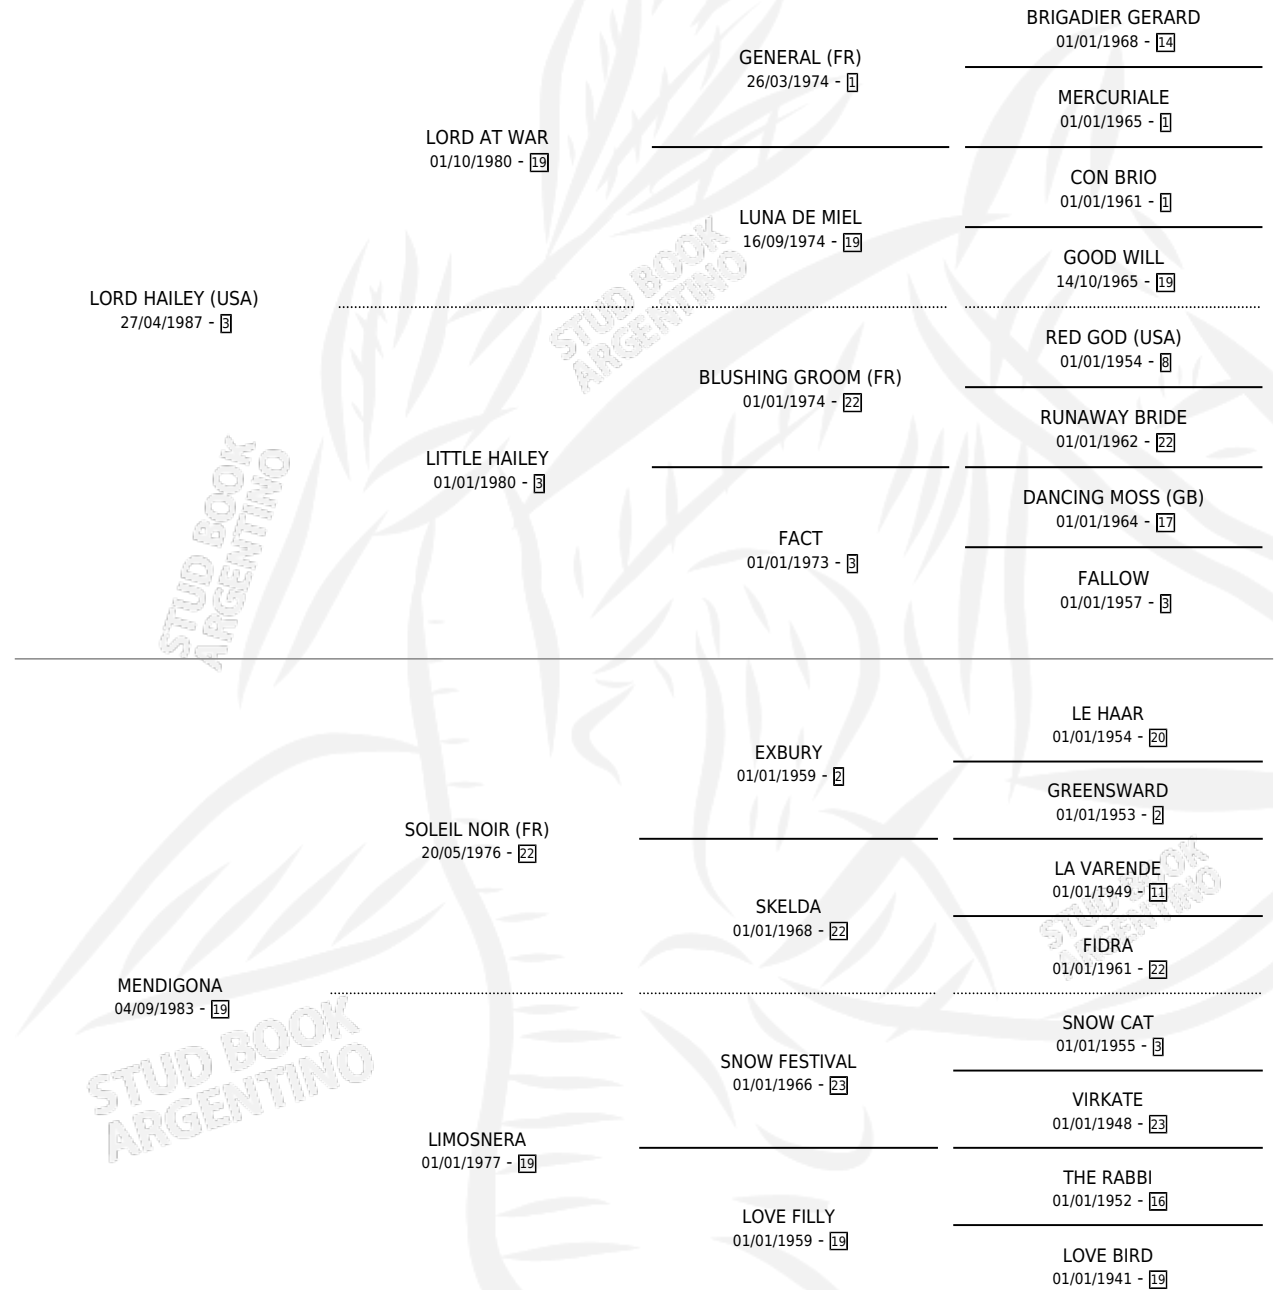 BRIGADIER GERARD
01/01/1968 - 14
GENERAL (FR)
26/03/1974 - 1
MERCURIALE
01/01/1965 - 1
LORD AT WAR
01/10/1980 - 19
CON BRIO
01/01/1961 - 1
LUNA DE MIEL
16/09/1974 - 19
GOOD WILL
14/10/1965 - 19
LORD HAILEY (USA)
27/04/1987 - 3
STUD BOOK
ARGENTINO
RED GOD (USA)
01/01/1954 - 8
BLUSHING GROOM (FR)
01/01/1974 - 22
RUNAWAY BRIDE
01/01/1962 - 22
LITTLE HAILEY
01/01/1980 - 3
DANCING MOSS (GB)
01/01/1964 - 17
FACT
01/01/1973 - 3
FALLOW
01/01/1957 - 3
STUD BOOK
ARGENTINO
LE HAAR
01/01/1954 - 20
EXBURY
01/01/1959 - 2
GREENSWARD
01/01/1953 - 2
SOLEIL NOIR (FR)
20/05/1976 - 22
LA VARENDE
01/01/1949 - 11
SKELDA
01/01/1968 - 22
FIDRA
01/01/1961 - 22
STUD BOOK
ARGENTINO
MENDIGONA
04/09/1983 - 19
SNOW CAT
01/01/1955 - 3
SNOW FESTIVAL
01/01/1966 - 23
VIRKATE
01/01/1948 - 23
STUD BOOK
ARGENTINO
LIMOSNERA
01/01/1977 - 19
THE RABBI
01/01/1952 - 16
LOVE FILLY
01/01/1959 - 19
LOVE BIRD
01/01/1941 - 19